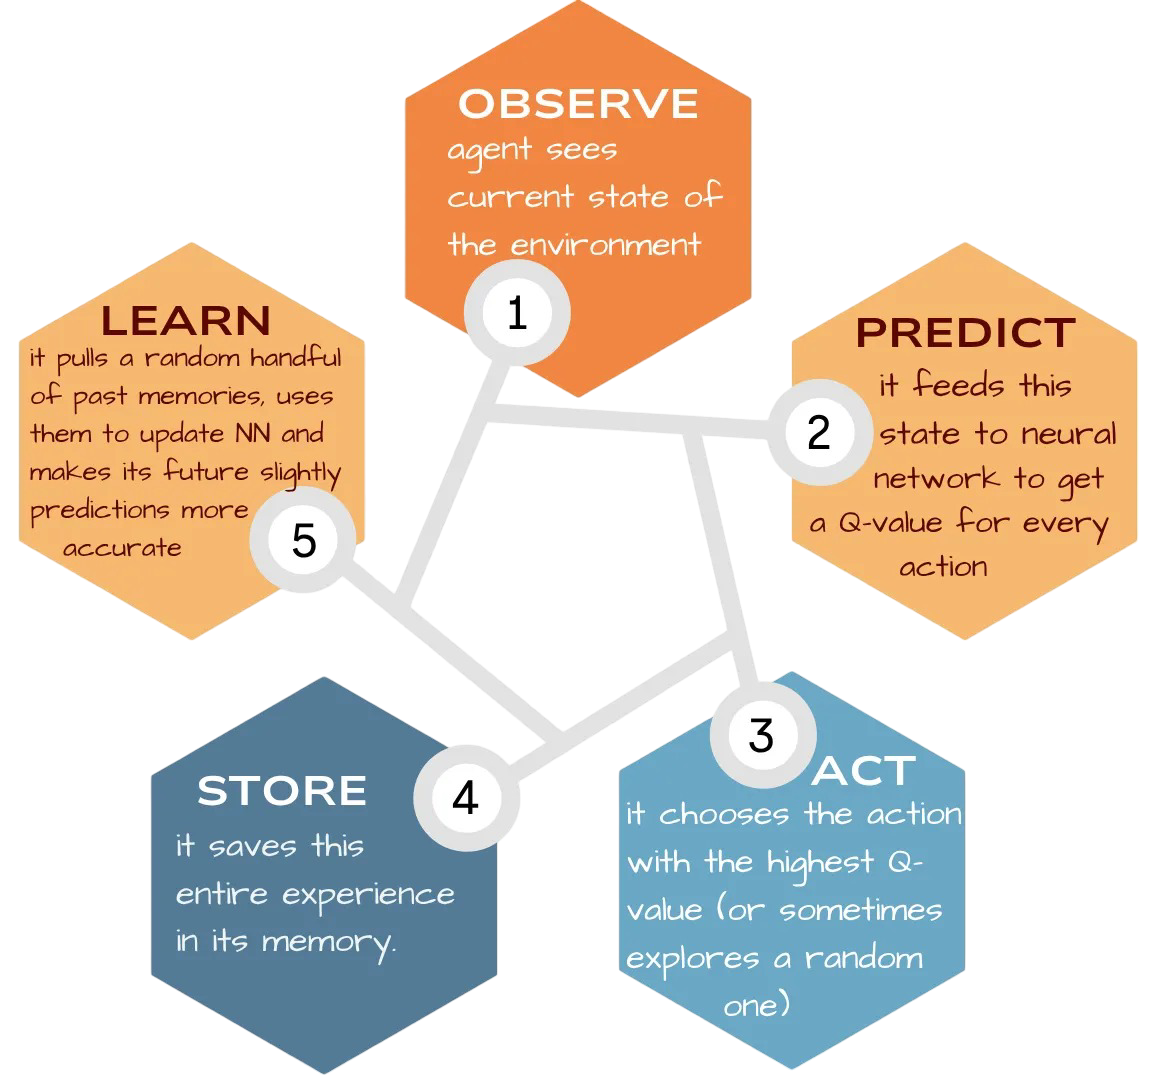 OBSERVE
agent sees
current state of
the environment
1
PREDICT
it feeds this
state to neural
network to get
a Q-value for every
action
2
3
ACT
it chooses the action
with the highest Q-
value (or sometimes
explores a random
one)
4
STORE
it saves this
entire experience
in its memory.
5
LEARN
it pulls a random handful
of past memories, uses
them to update NN and
makes its future slightly
predictions more
accurate